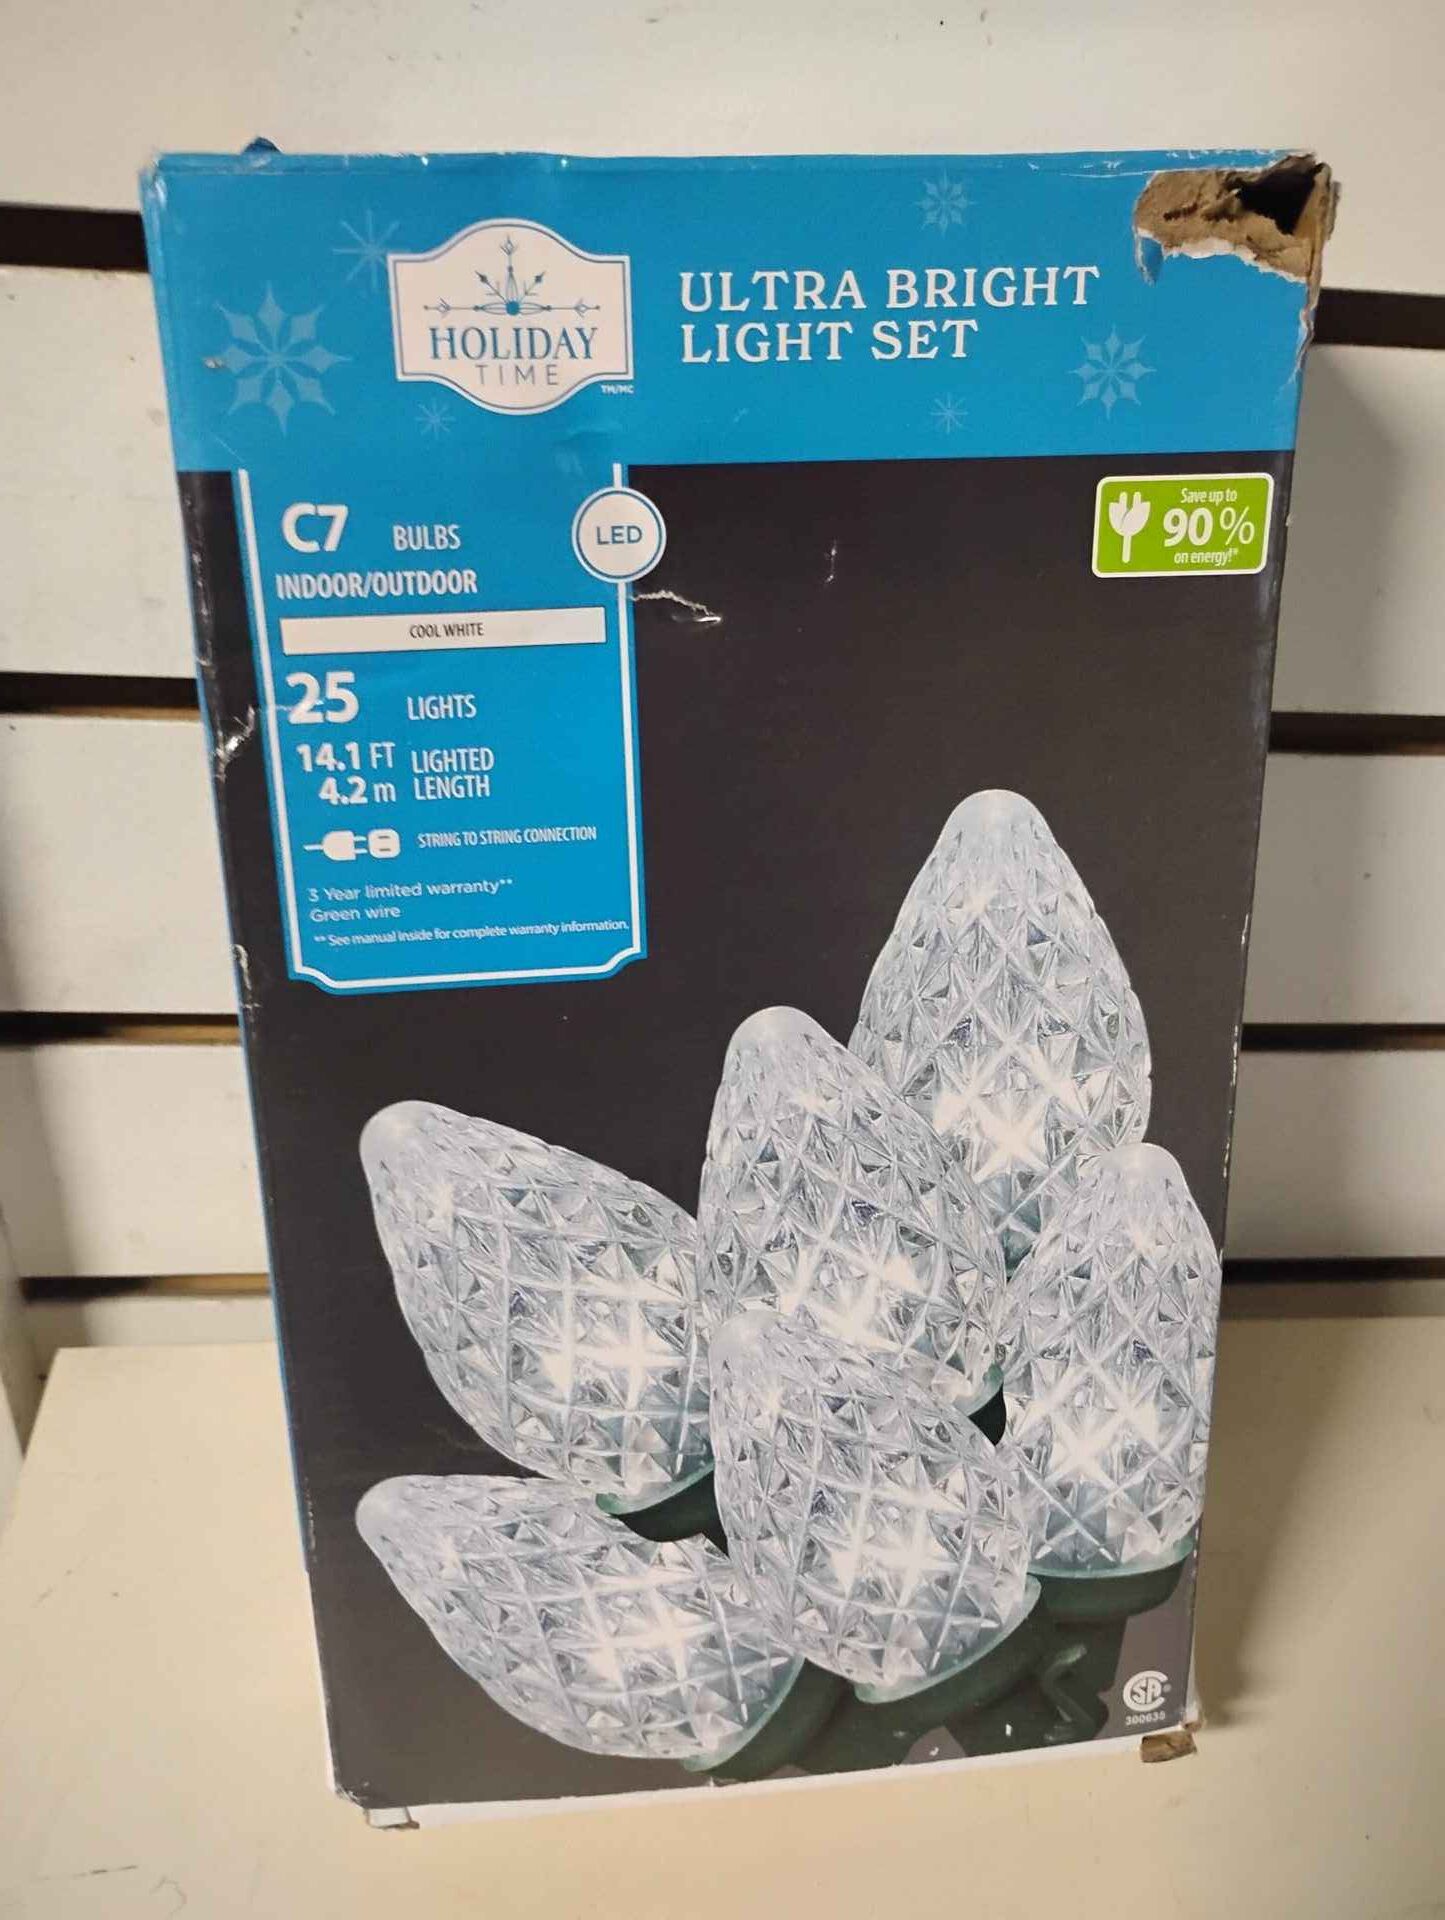 HOLIDAY
TIME
TM/MC
ULTRA BRIGHT
LIGHT SET
C7 BULBS
LED
INDOOR/OUTDOOR
COOL WHITE
25 LIGHTS
14.1 FT LIGHTED
4.2 m LENGTH
STRING TO STRING CONNECTION
3 Year limited warranty**
Green wire
** See manual inside for complete warranty information.
Save up to
90%
on energy!*
CSA®
300635